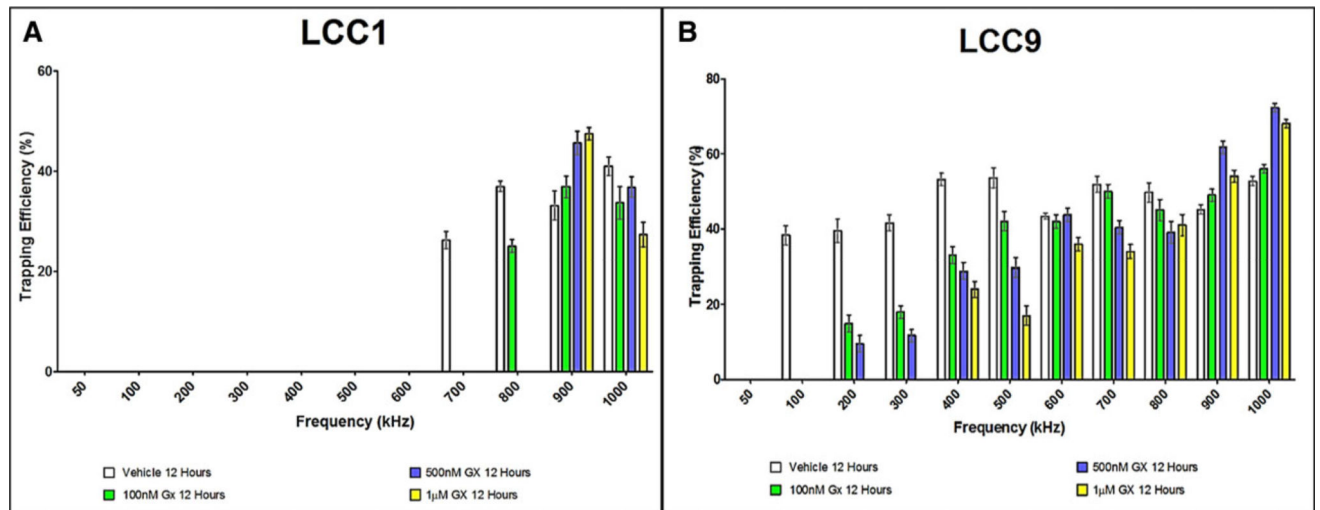 A
LCC1
60
40
20
0
Trapping Efficiency (%)
50 100 200 300 400 500 600 700 800 900 1000
Frequency (kHz)
Vehicle 12 Hours
500nM GX 12 Hours
100nM Gx 12 Hours
1µM GX 12 Hours
B
LCC9
80
60
40
20
0
Trapping Efficiency (%)
50 100 200 300 400 500 600 700 800 900 1000
Frequency (kHz)
Vehicle 12 Hours
500nM GX 12 Hours
100nM Gx 12 Hours
1µM GX 12 Hours